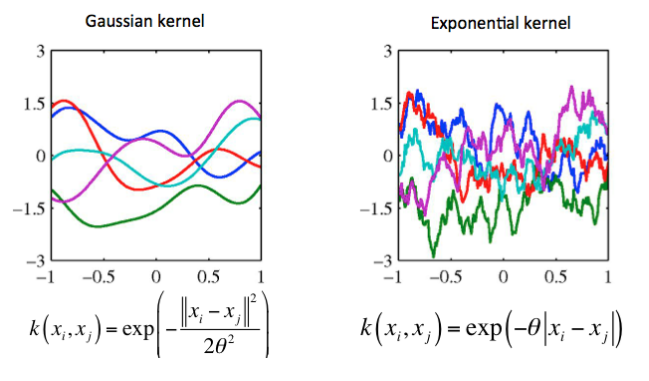 Gaussian kernel
3
1.5
0
−1.5
−3
−1 −0.5 0 0.5 1
k(x_i, x_j) = exp(−‖x_i − x_j‖² / 2θ²)
Exponential kernel
3
1.5
0
−1.5
−3
−1 −0.5 0 0.5 1
k(x_i, x_j) = exp(−θ|x_i − x_j|)